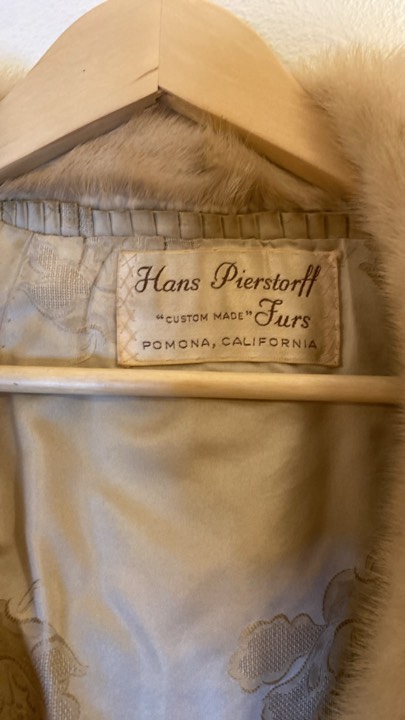 Hans Pierstorff
"CUSTOM MADE" Furs
POMONA, CALIFORNIA